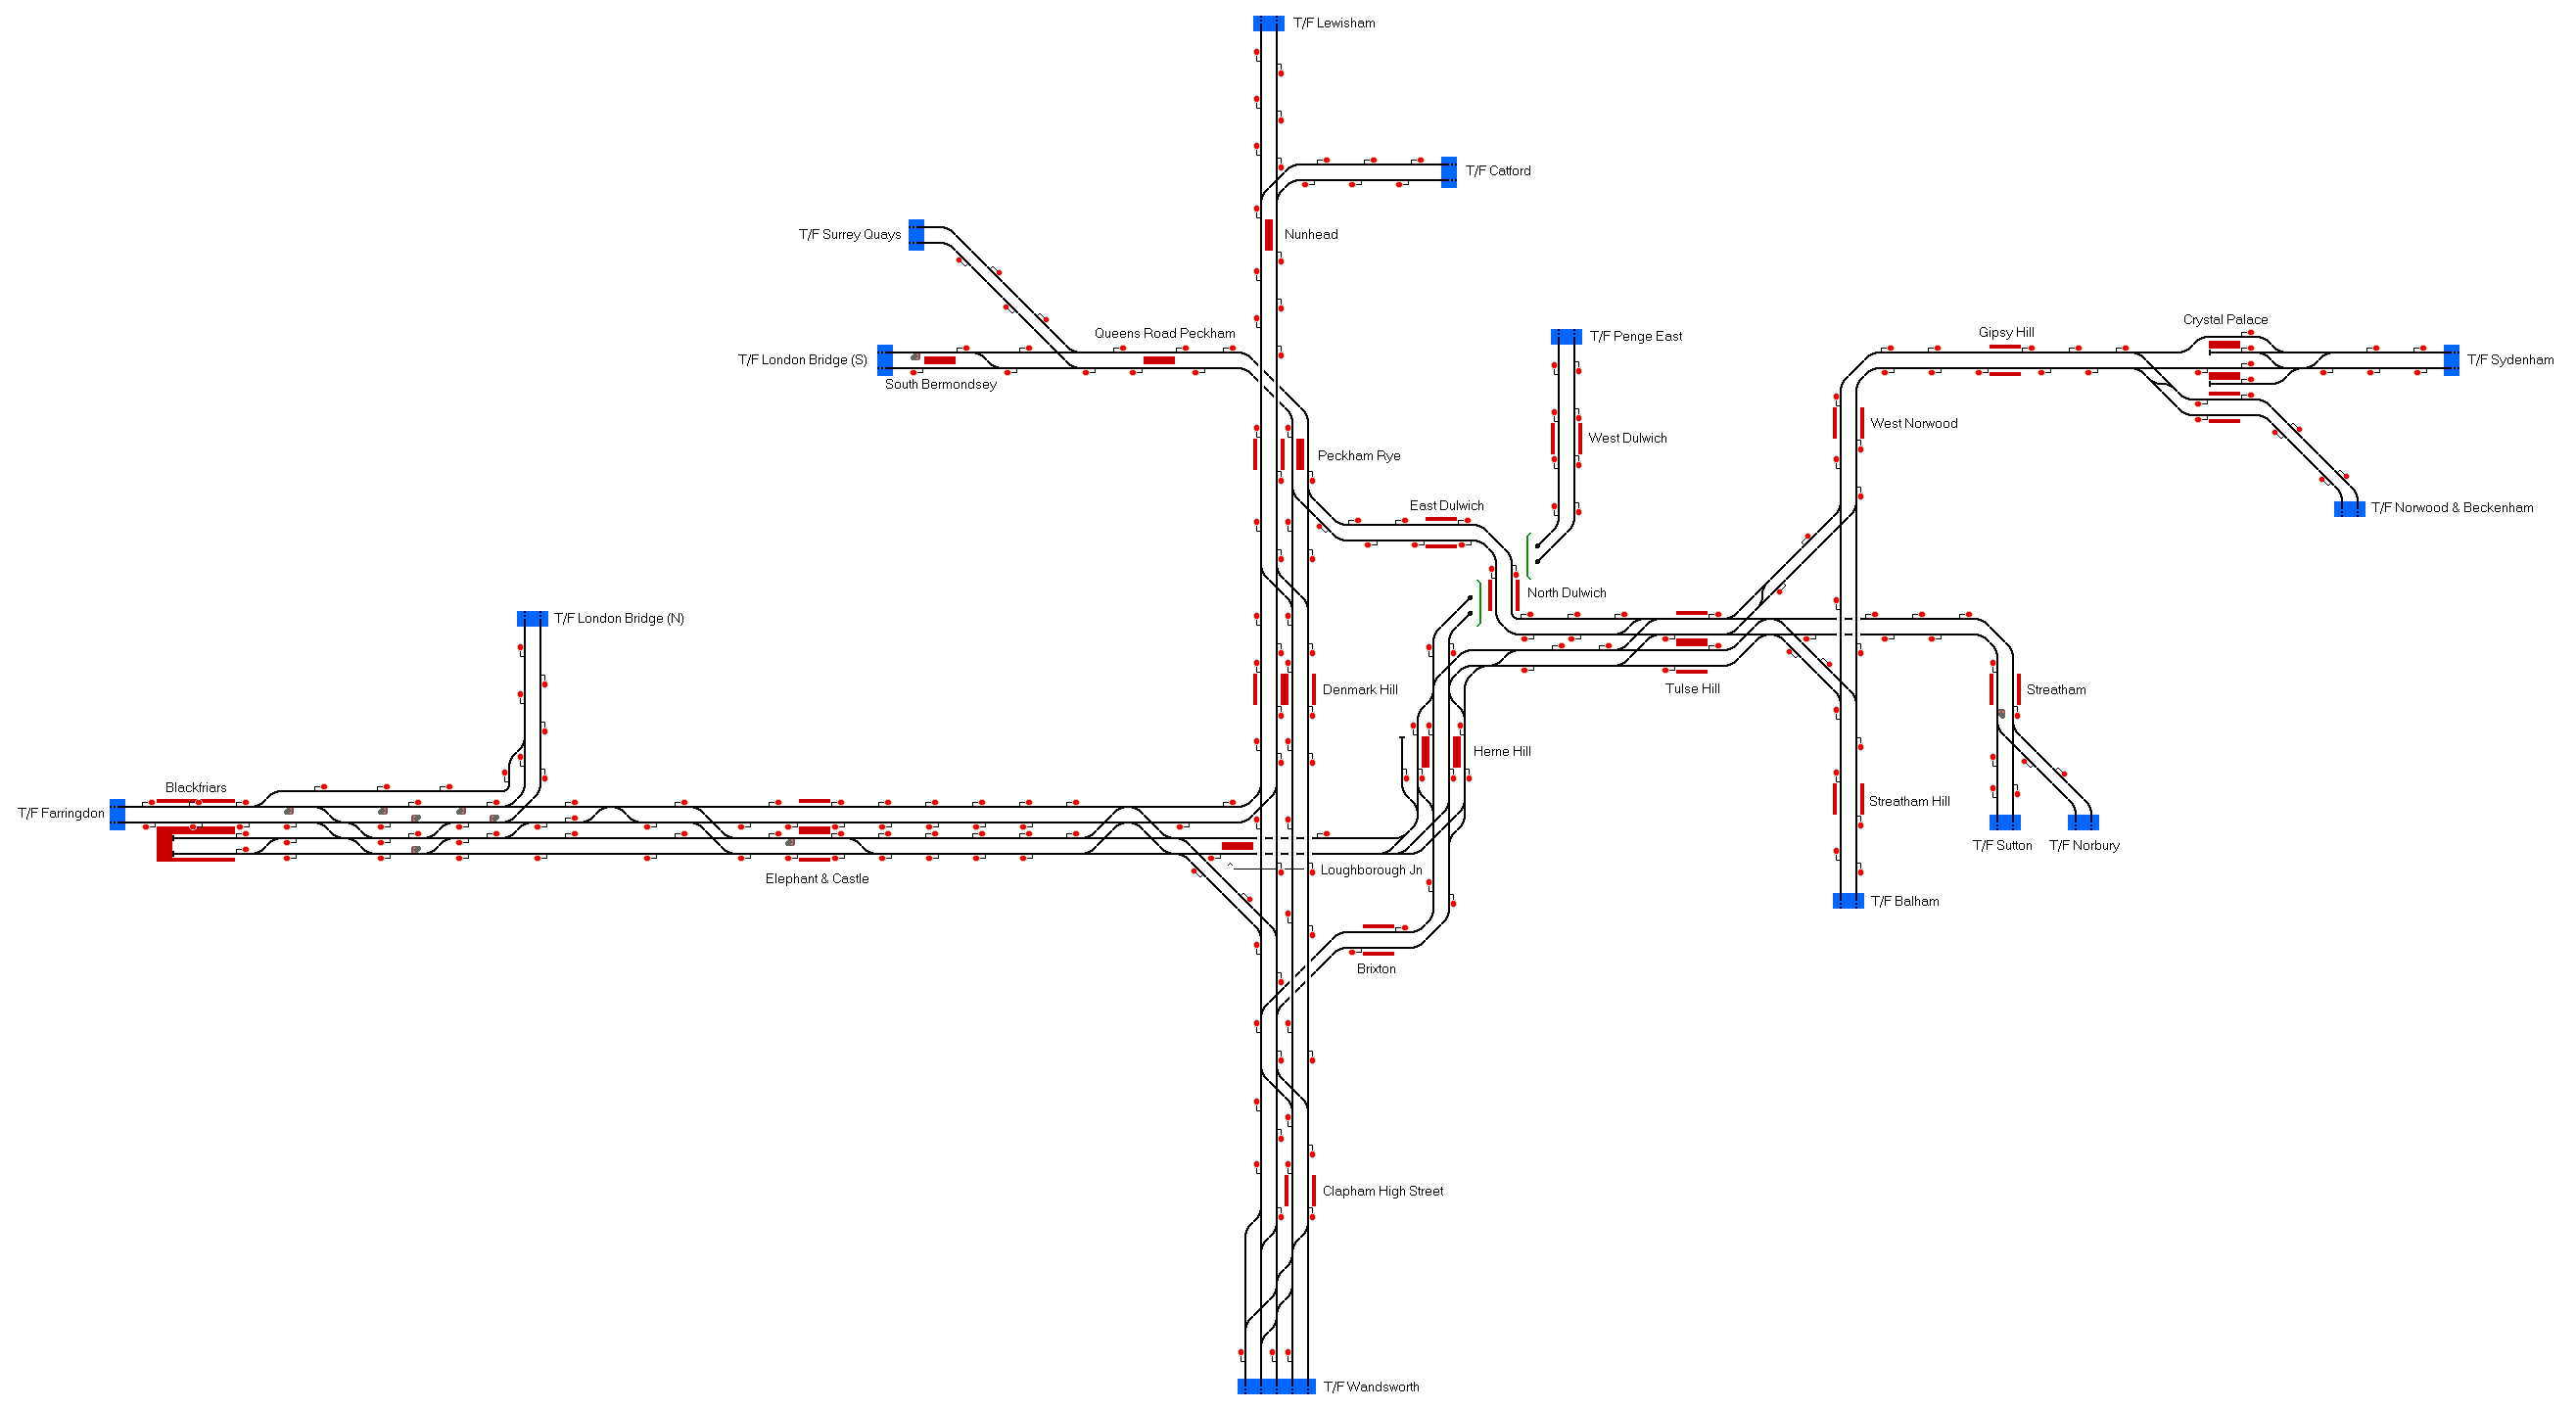 T/F Lewisham
T/F Catford
T/F Surrey Quays
Nunhead
Queens Road Peckham
T/F London Bridge (S)
South Bermondsey
T/F Penge East
Crystal Palace
Gipsy Hill
T/F Sydenham
West Norwood
West Dulwich
Peckham Rye
East Dulwich
T/F Norwood & Beckenham
North Dulwich
T/F London Bridge (N)
Tulse Hill
Denmark Hill
Streatham
Herne Hill
Blackfriars
T/F Farringdon
Streatham Hill
T/F Sutton
T/F Norbury
Elephant & Castle
Loughborough Jn
T/F Balham
Brixton
Clapham High Street
T/F Wandsworth